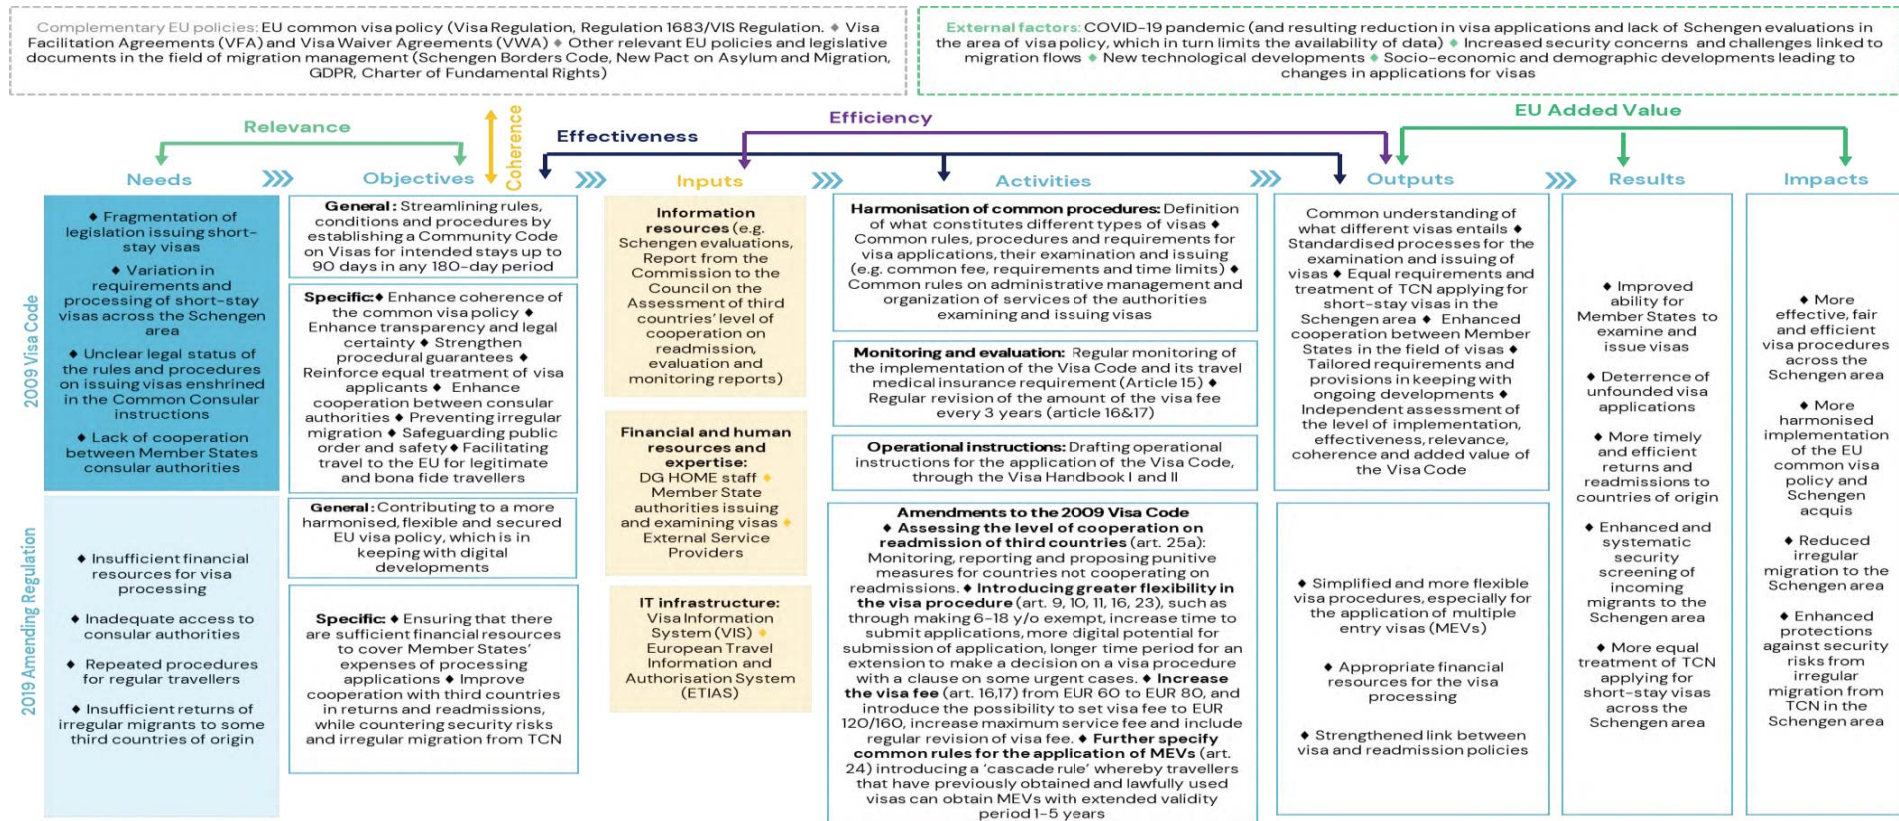 Complementary EU policies: EU common visa policy (Visa Regulation, Regulation 1683/VIS Regulation. ◆ Visa
Facilitation Agreements (VFA) and Visa Waiver Agreements (VWA) ◆ Other relevant EU policies and legislative
documents in the field of migration management (Schengen Borders Code, New Pact on Asylum and Migration,
GDPR, Charter of Fundamental Rights)
External factors: COVID-19 pandemic (and resulting reduction in visa applications and lack of Schengen evaluations in
the area of visa policy, which in turn limits the availability of data) ◆ Increased security concerns and challenges linked to
migration flows ◆ New technological developments ◆ Socio-economic and demographic developments leading to
changes in applications for visas
Relevance
Coherence
Effectiveness
Efficiency
EU Added Value
Needs
Objectives
Inputs
Activities
Outputs
Results
Impacts
2009 Visa Code
◆ Fragmentation of
legislation issuing short-
stay visas
◆ Variation in
requirements and
processing of short-stay
visas across the Schengen
area
◆ Unclear legal status of
the rules and procedures
on issuing visas enshrined
in the Common Consular
instructions
◆ Lack of cooperation
between Member States
consular authorities
General: Streamlining rules,
conditions and procedures by
establishing a Community Code
on Visas for intended stays up to
90 days in any 180-day period
Specific:◆ Enhance coherence of
the common visa policy ◆
Enhance transparency and legal
certainty ◆ Strengthen
procedural guarantees ◆
Reinforce equal treatment of visa
applicants ◆ Enhance
cooperation between consular
authorities ◆ Preventing irregular
migration ◆ Safeguarding public
order and safety◆ Facilitating
travel to the EU for legitimate
and bona fide travellers
2019 Amending Regulation
◆ Insufficient financial
resources for visa
processing
◆ Inadequate access to
consular authorities
◆ Repeated procedures
for regular travellers
◆ Insufficient returns of
irregular migrants to some
third countries of origin
General: Contributing to a more
harmonised, flexible and secured
EU visa policy, which is in
keeping with digital
developments
Specific: ◆ Ensuring that there
are sufficient financial resources
to cover Member States'
expenses of processing
applications ◆ Improve
cooperation with third countries
in returns and readmissions,
while countering security risks
and irregular migration from TCN
Information
resources (e.g.
Schengen evaluations,
Report from the
Commission to the
Council on the
Assessment of third
countries' level of
cooperation on
readmission,
evaluation and
monitoring reports)
Financial and human
resources and
expertise:
DG HOME staff ◆
Member State
authorities issuing
and examining visas ◆
External Service
Providers
IT infrastructure:
Visa Information
System (VIS) ◆
European Travel
Information and
Authorisation System
(ETIAS)
Harmonisation of common procedures: Definition
of what constitutes different types of visas ◆
Common rules, procedures and requirements for
visa applications, their examination and issuing
(e.g. common fee, requirements and time limits) ◆
Common rules on administrative management and
organization of services of the authorities
examining and issuing visas
Monitoring and evaluation: Regular monitoring of
the implementation of the Visa Code and its travel
medical insurance requirement (Article 15) ◆
Regular revision of the amount of the visa fee
every 3 years (article 16&17)
Operational instructions: Drafting operational
instructions for the application of the Visa Code,
through the Visa Handbook I and II
Amendments to the 2009 Visa Code
◆ Assessing the level of cooperation on
readmission of third countries (art. 25a):
Monitoring, reporting and proposing punitive
measures for countries not cooperating on
readmissions. ◆ Introducing greater flexibility in
the visa procedure (art. 9, 10, 11, 16, 23), such as
through making 6-18 y/o exempt, increase time to
submit applications, more digital potential for
submission of application, longer time period for an
extension to make a decision on a visa procedure
with a clause on some urgent cases. ◆ Increase
the visa fee (art. 16,17) from EUR 60 to EUR 80, and
introduce the possibility to set visa fee to EUR
120/160, increase maximum service fee and include
regular revision of visa fee. ◆ Further specify
common rules for the application of MEVs (art.
24) introducing a 'cascade rule' whereby travellers
that have previously obtained and lawfully used
visas can obtain MEVs with extended validity
period 1-5 years
Common understanding of
what different visas entails ◆
Standardised processes for the
examination and issuing of
visas ◆ Equal requirements and
treatment of TCN applying for
short-stay visas in the
Schengen area ◆ Enhanced
cooperation between Member
States in the field of visas ◆
Tailored requirements and
provisions in keeping with
ongoing developments ◆
Independent assessment of
the level of implementation,
effectiveness, relevance,
coherence and added value of
the Visa Code
◆ Simplified and more flexible
visa procedures, especially for
the application of multiple
entry visas (MEVs)
◆ Appropriate financial
resources for the visa
processing
◆ Strengthened link between
visa and readmission policies
◆ Improved
ability for
Member States to
examine and
issue visas
◆ Deterrence of
unfounded visa
applications
◆ More timely
and efficient
returns and
readmissions to
countries of origin
◆ Enhanced and
systematic
security
screening of
incoming
migrants to the
Schengen area
◆ More equal
treatment of TCN
applying for
short-stay visas
across the
Schengen area
◆ More
effective, fair
and efficient
visa procedures
across the
Schengen area
◆ More
harmonised
implementation
of the EU
common visa
policy and
Schengen
acquis
◆ Reduced
irregular
migration to the
Schengen area
◆ Enhanced
protections
against security
risks from
irregular
migration from
TCN in the
Schengen area